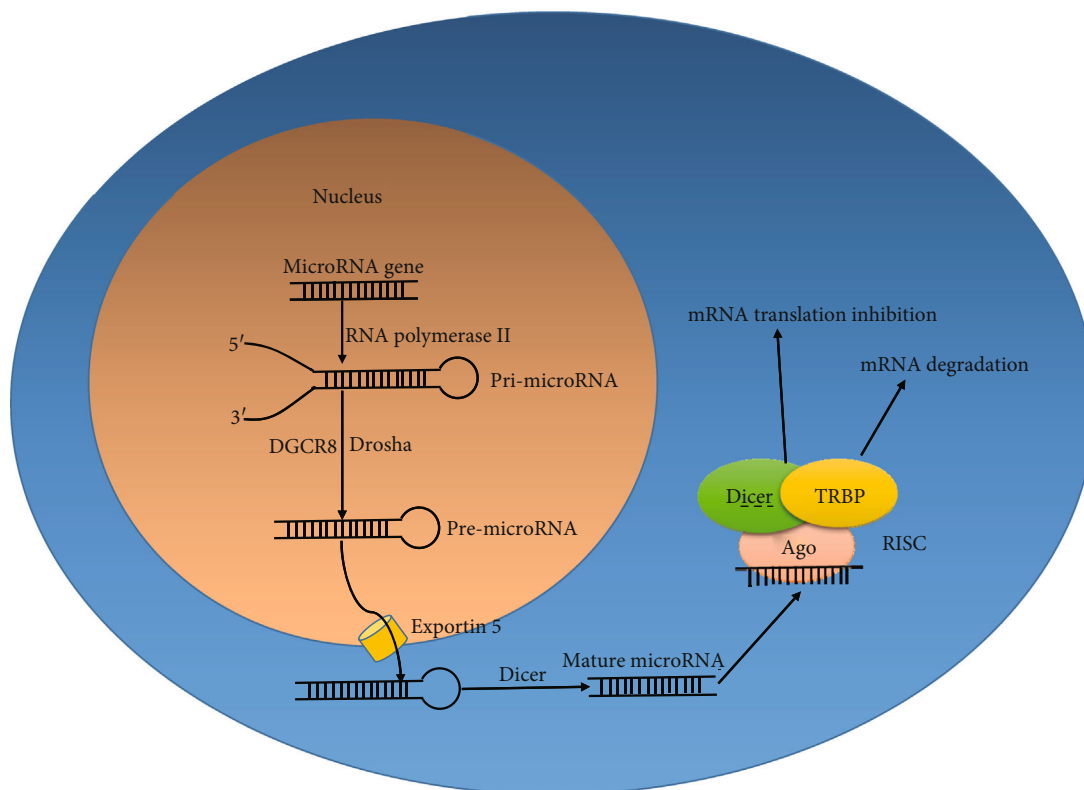 Nucleus
MicroRNA gene
RNA polymerase II
5′
Pri-microRNA
3′
DGCR8 Drosha
Pre-microRNA
Exportin 5
Dicer
Mature microRNA
mRNA translation inhibition
mRNA degradation
Dicer
TRBP
Ago
RISC